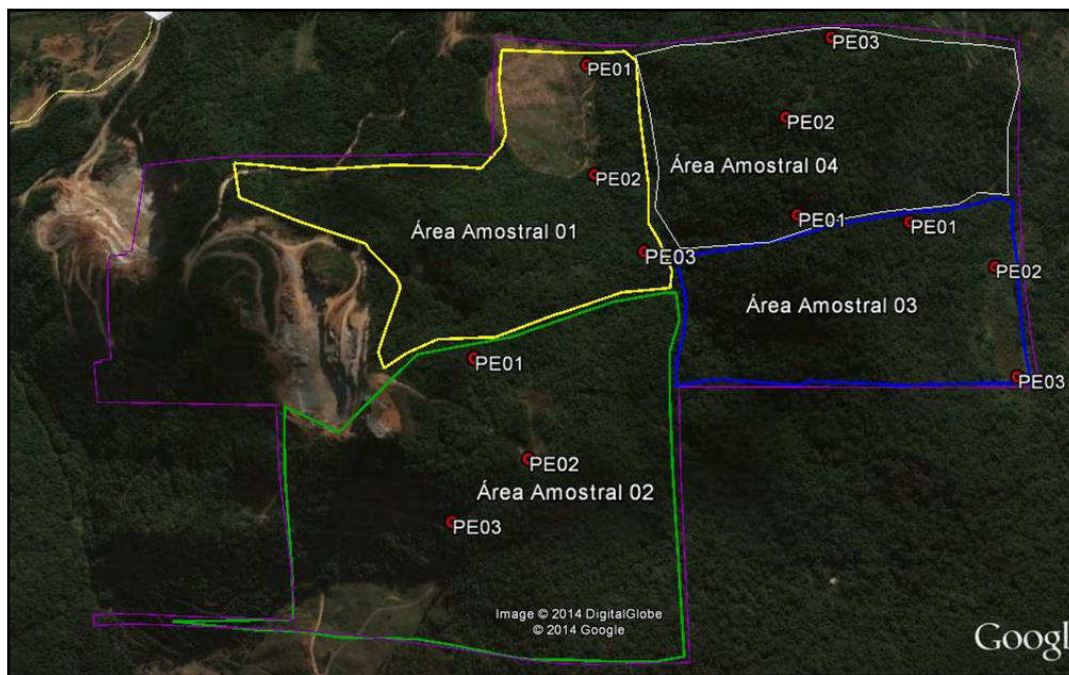 PE03
PE01
PE02
Área Amostral 04
PE02
PE01
PE01
Área Amostral 01
PE03
PE02
Área Amostral 03
PE01
PE03
PE02
Área Amostral 02
PE03
Image © 2014 DigitalGlobe
© 2014 Google
Googl